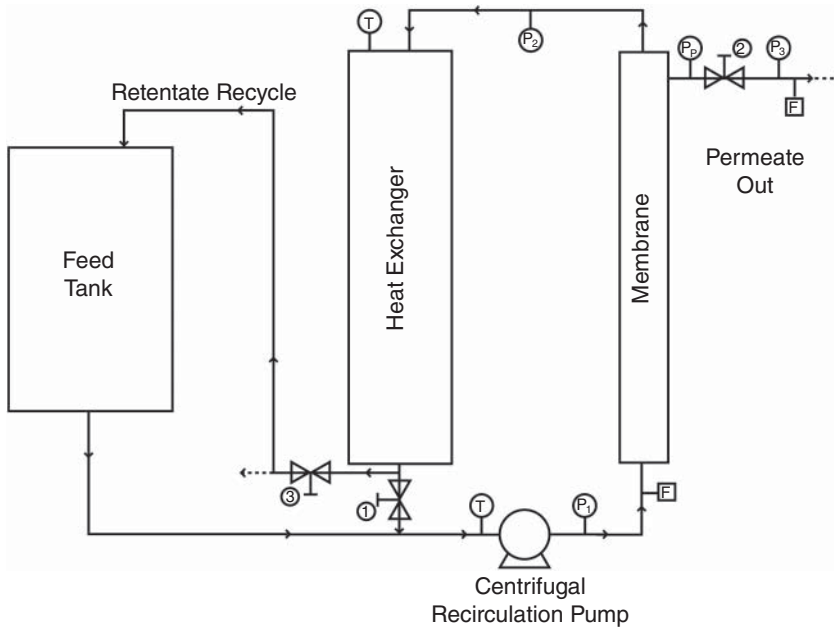 T
P2
PP
2
P3
F
Retentate Recycle
Permeate
Out
Feed
Tank
Heat Exchanger
Membrane
3
1
T
P1
F
Centrifugal
Recirculation Pump